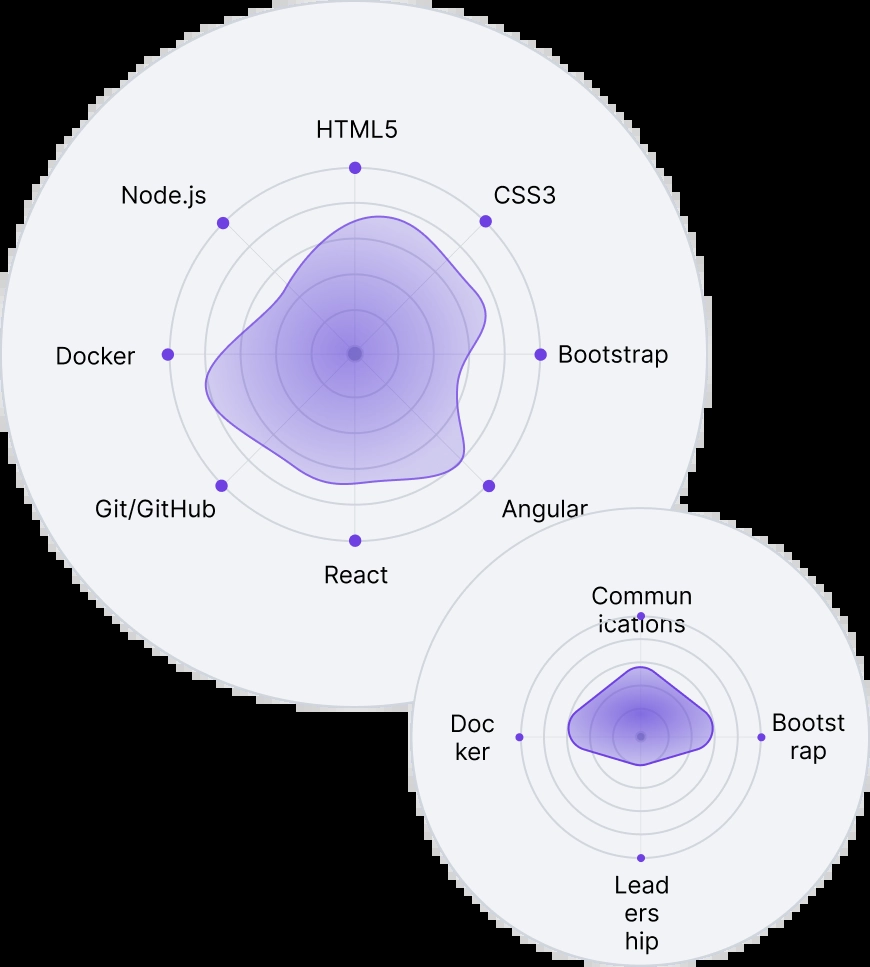 HTML5
Node.js
CSS3
Docker
Bootstrap
Git/GitHub
Angular
React
Commun
ications
Doc
ker
Bootst
rap
Lead
ers
hip